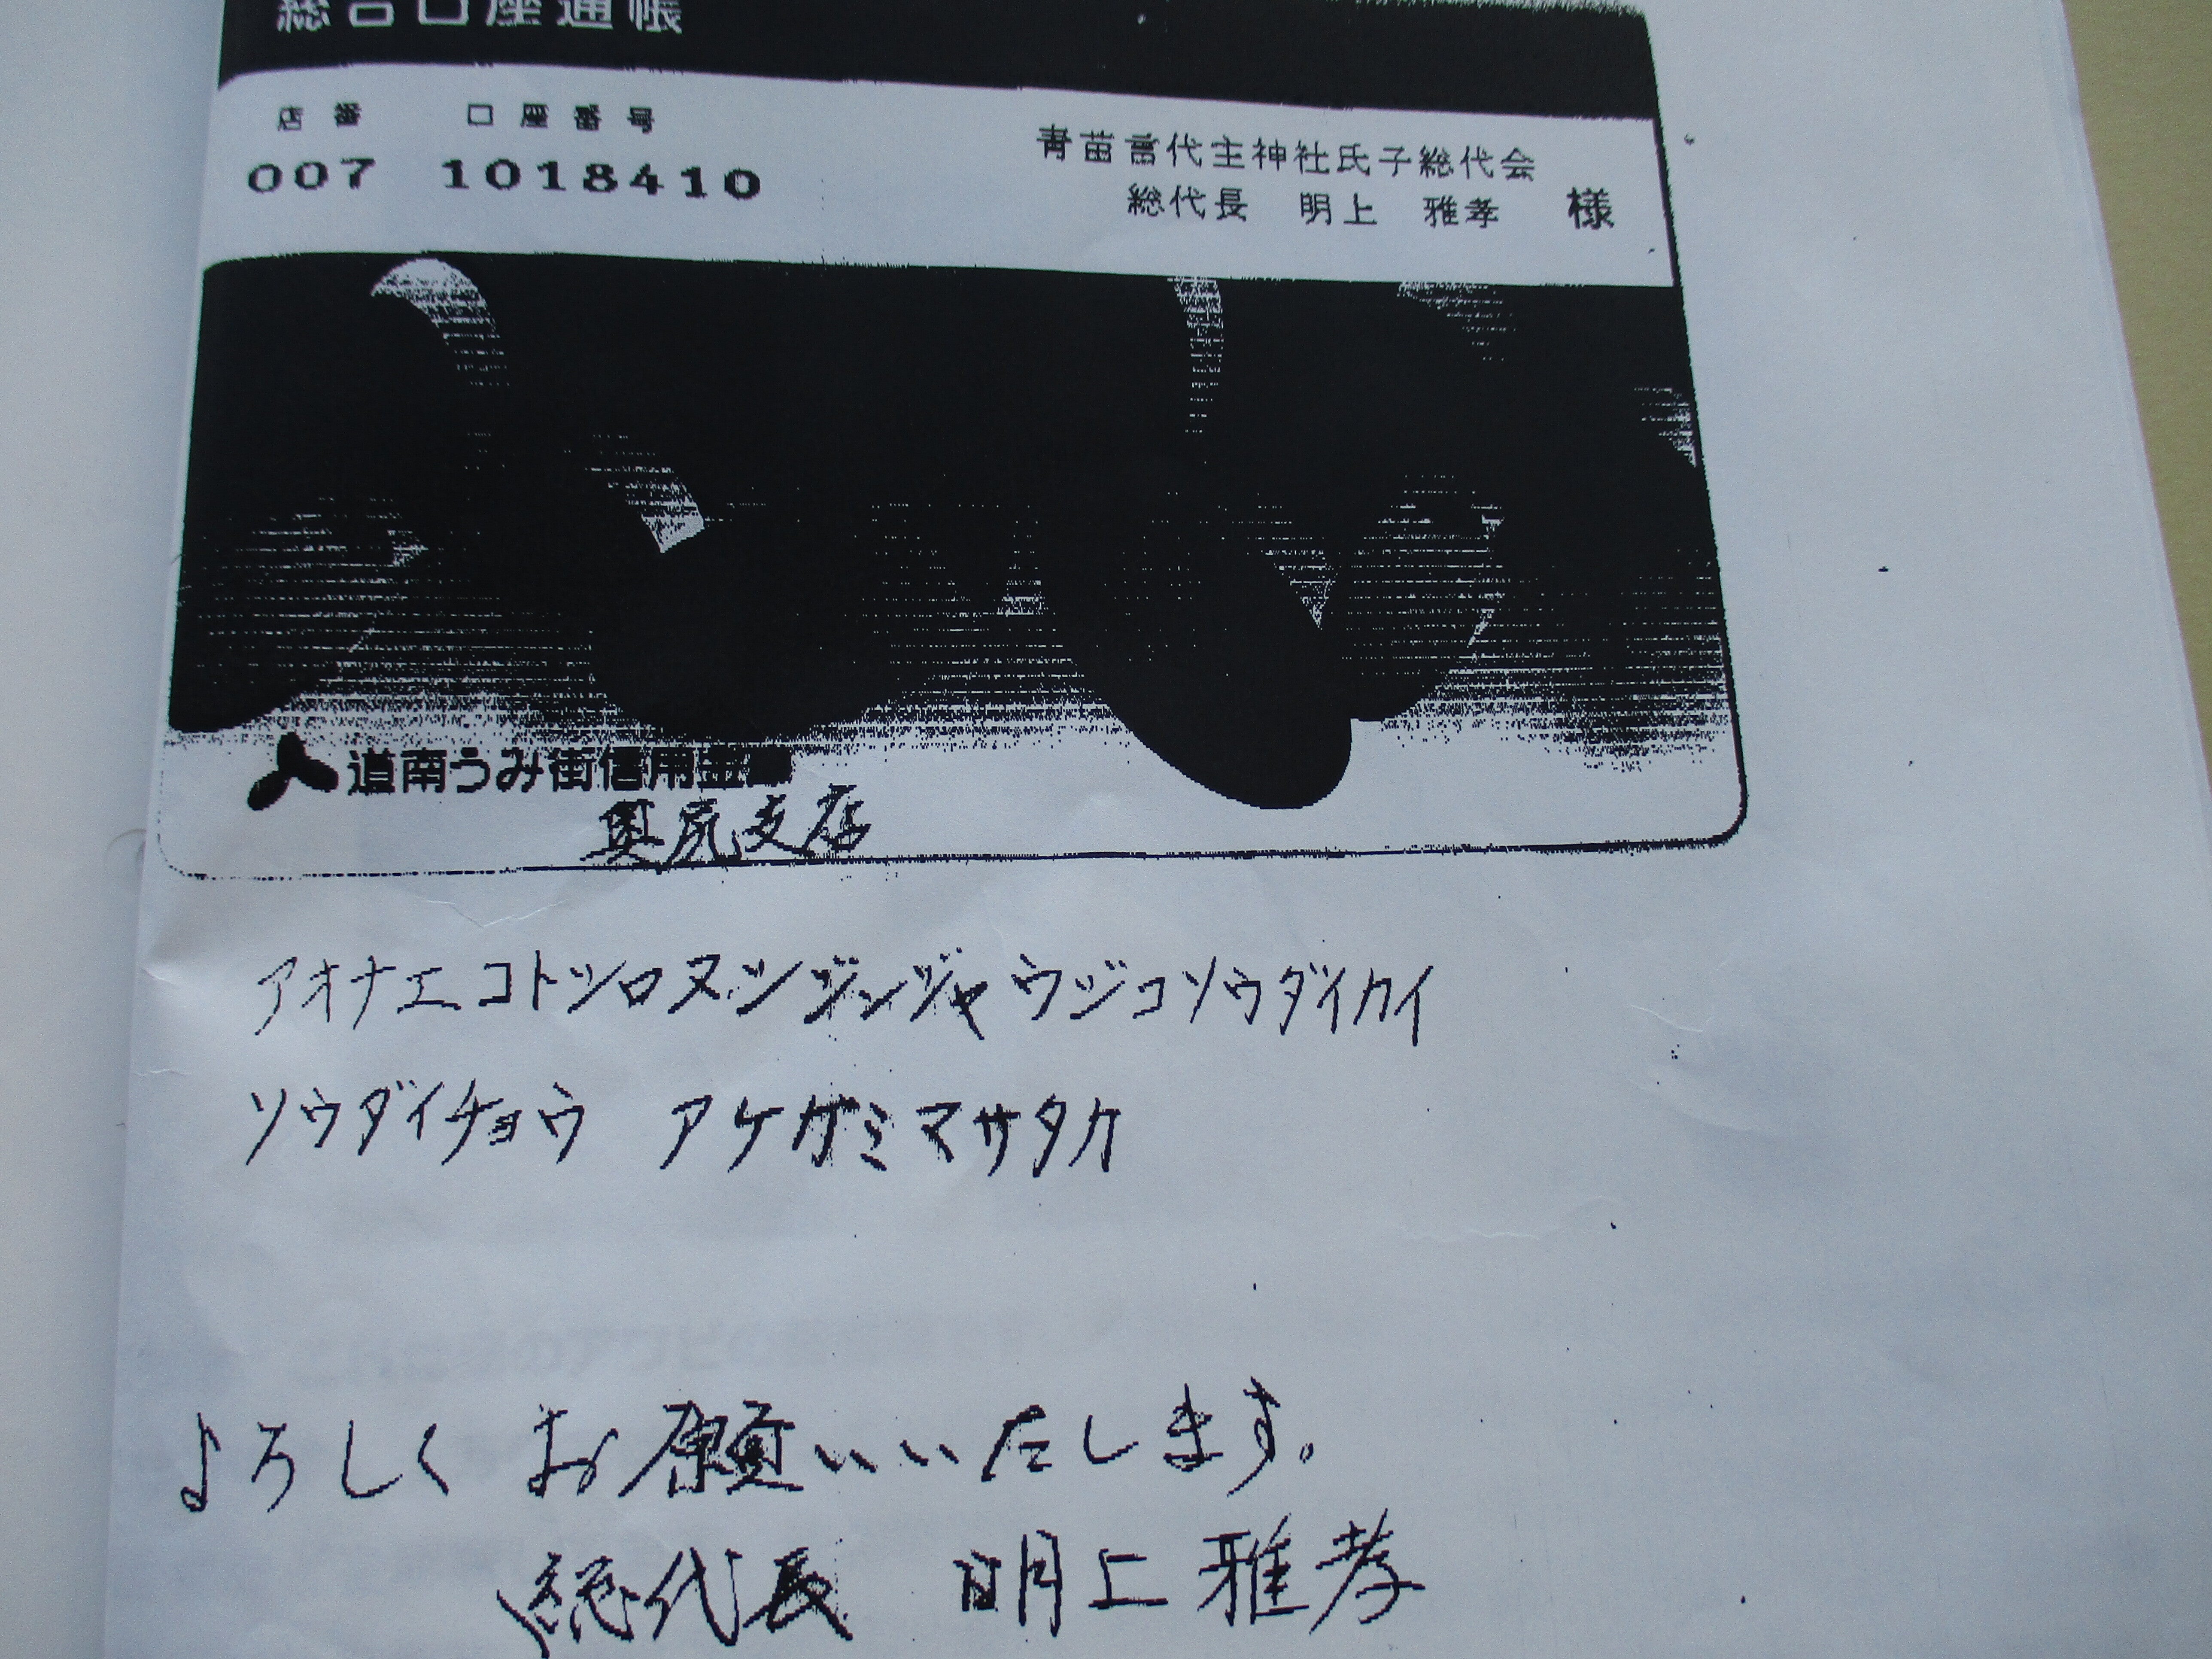 総合口座通帳
店番 口座番号
007 1018410
青苗言代主神社氏子総代会
総代長 明上 雅孝 様
道南うみ街信用金庫
奥尻支店
アオナエコトシロヌシジンジャウジコソウダイカイ
ソウダイチョウ アケガミマサタカ
よろしくお願いいたします。
総代長 明上雅孝